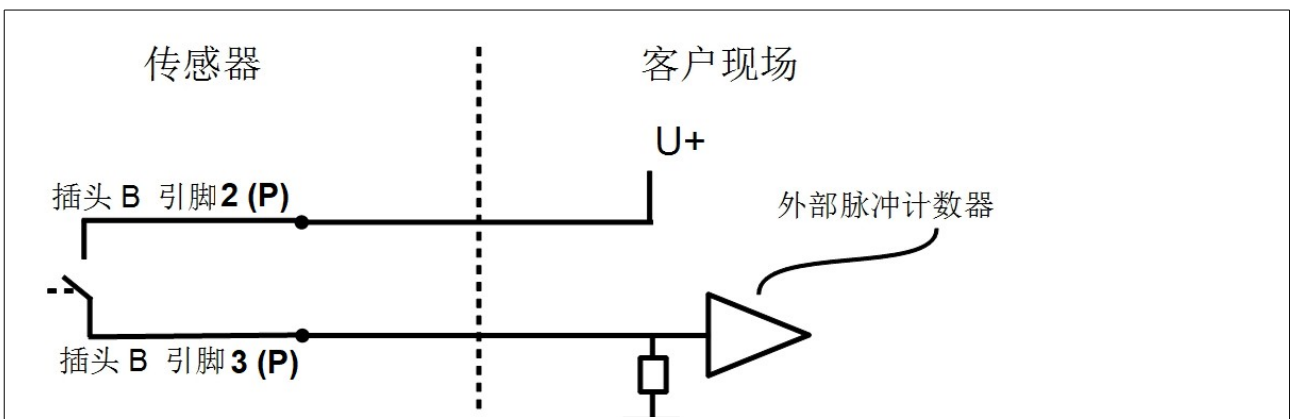 传感器
客户现场
U+
插头 B 引脚 2 (P)
外部脉冲计数器
插头 B 引脚 3 (P)